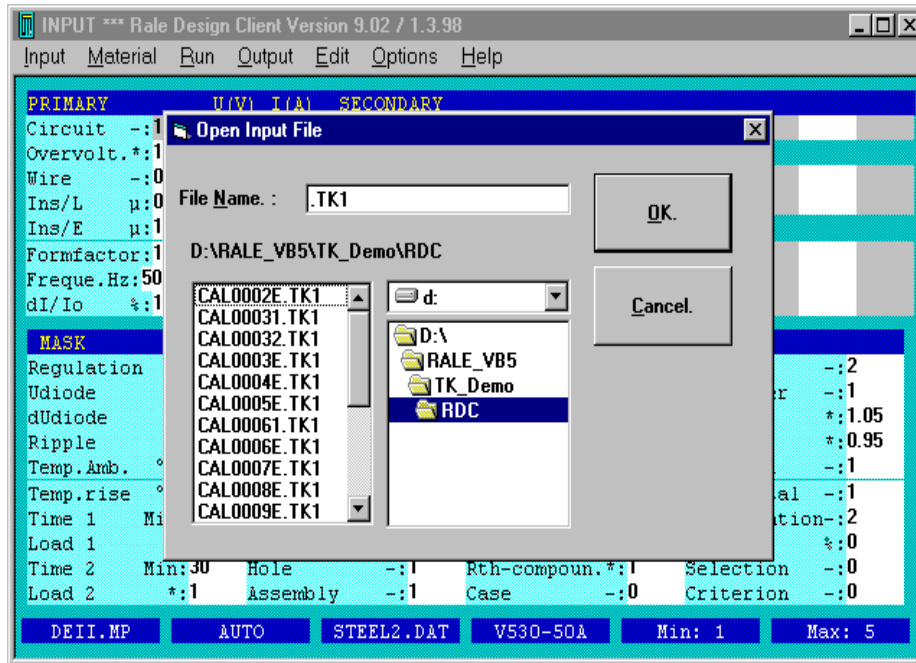 INPUT *** Rale Design Client Version 9.02 / 1.3.98
Input Material Run Output Edit Options Help
PRIMARY U(V) I(A) SECONDARY
Circuit -:1
Overvolt.*:1
Wire -:0
Ins/L µ:0
Ins/E µ:1
Formfactor:1
Freque.Hz:50
dI/Io %:1
Open Input File
File Name. : .TK1
OK.
Cancel.
D:\RALE_VB5\TK_Demo\RDC
CAL0002E.TK1
CAL00031.TK1
CAL00032.TK1
CAL0003E.TK1
CAL0004E.TK1
CAL0005E.TK1
CAL00061.TK1
CAL0006E.TK1
CAL0007E.TK1
CAL0008E.TK1
CAL0009E.TK1
d:
D:\
RALE_VB5
TK_Demo
RDC
MASK
Regulation -:2
Udiode -:1
dUdiode *:1.05
Ripple *:0.95
Temp.Amb. ° -:1
Temp.rise ° al -:1
Time 1 Mi tion-:2
Load 1 %:0
Time 2 Min:30 Hole -:1 Rth-compoun.*:1 Selection -:0
Load 2 *:1 Assembly -:1 Case -:0 Criterion -:0
DEII.MP AUTO STEEL2.DAT V530-50A Min: 1 Max: 5